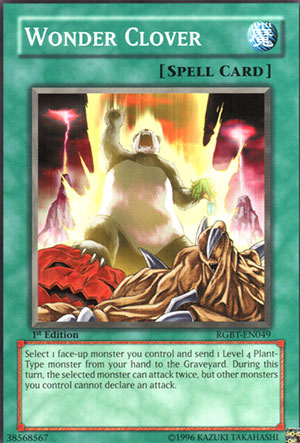 Wonder Clover
[Spell Card]
1st Edition
RGBT-EN049
Select 1 face-up monster you control and send 1 Level 4 Plant-
Type monster from your hand to the Graveyard. During this
turn, the selected monster can attack twice, but other monsters
you control cannot declare an attack.
38568567
©1996 KAZUKI TAKAHASHI